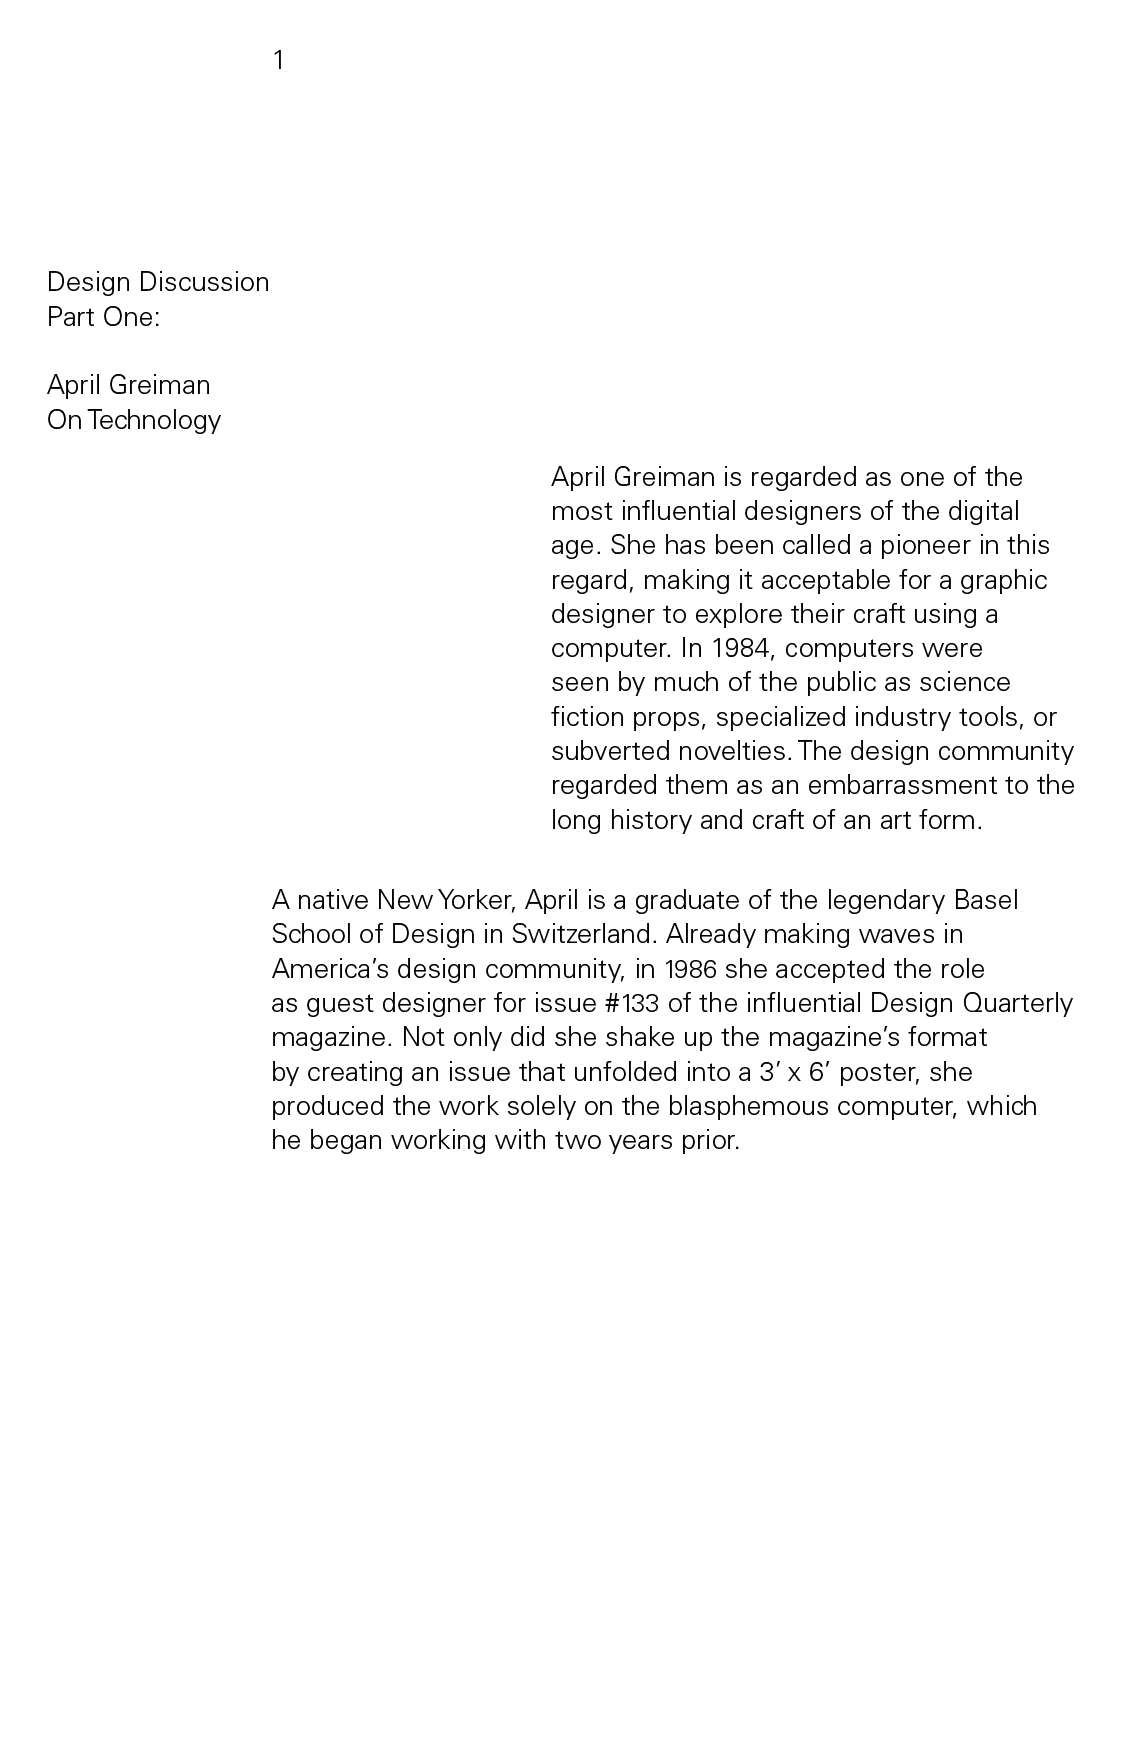 1
Design Discussion
Part One:
April Greiman
On Technology
April Greiman is regarded as one of the
most influential designers of the digital
age. She has been called a pioneer in this
regard, making it acceptable for a graphic
designer to explore their craft using a
computer. In 1984, computers were
seen by much of the public as science
fiction props, specialized industry tools, or
subverted novelties. The design community
regarded them as an embarrassment to the
long history and craft of an art form.
A native New Yorker, April is a graduate of the legendary Basel
School of Design in Switzerland. Already making waves in
America’s design community, in 1986 she accepted the role
as guest designer for issue #133 of the influential Design Quarterly
magazine. Not only did she shake up the magazine’s format
by creating an issue that unfolded into a 3’ x 6’ poster, she
produced the work solely on the blasphemous computer, which
he began working with two years prior.